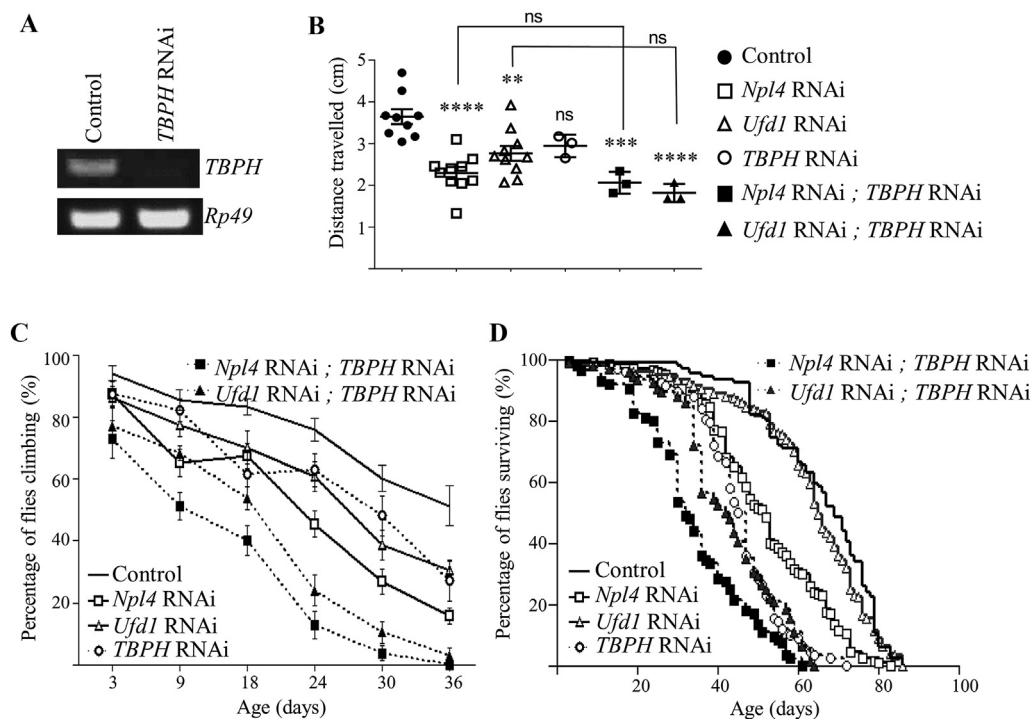 A
Control
TBPH RNAi
TBPH
Rp49
B
Distance travelled (cm)
5
4
3
2
1
ns
ns
****
**
ns
***
****
Control
Npl4 RNAi
Ufd1 RNAi
TBPH RNAi
Npl4 RNAi ; TBPH RNAi
Ufd1 RNAi ; TBPH RNAi
C
Percentage of flies climbing (%)
100
80
60
40
20
Npl4 RNAi ; TBPH RNAi
Ufd1 RNAi ; TBPH RNAi
Control
Npl4 RNAi
Ufd1 RNAi
TBPH RNAi
3 9 18 24 30 36
Age (days)
D
Percentage of flies surviving (%)
100
80
60
40
20
Npl4 RNAi ; TBPH RNAi
Ufd1 RNAi ; TBPH RNAi
Control
Npl4 RNAi
Ufd1 RNAi
TBPH RNAi
20 40 60 80 100
Age (days)